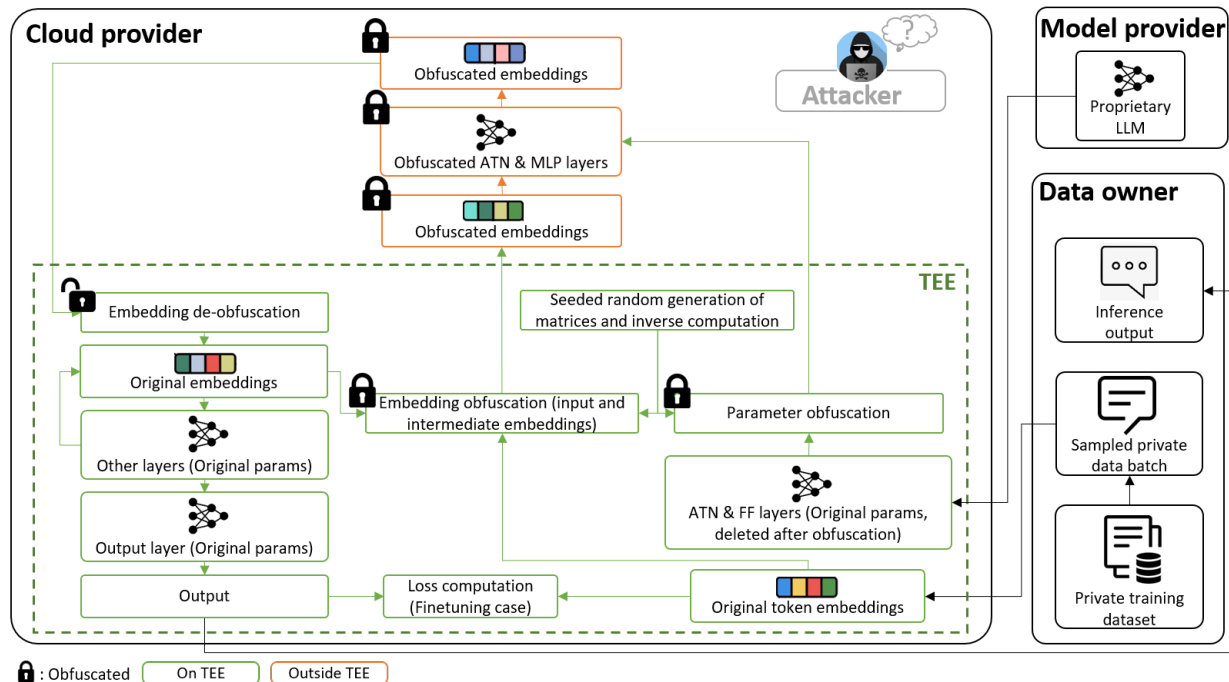 Cloud provider
Obfuscated embeddings
Obfuscated ATN & MLP layers
Obfuscated embeddings
?
Attacker
Model provider
Proprietary
LLM
Data owner
Inference
output
Sampled private
data batch
Private training
dataset
TEE
Embedding de-obfuscation
Original embeddings
Other layers (Original params)
Output layer (Original params)
Output
Seeded random generation of
matrices and inverse computation
Embedding obfuscation (input and
intermediate embeddings)
Parameter obfuscation
ATN & FF layers (Original params,
deleted after obfuscation)
Loss computation
(Finetuning case)
Original token embeddings
: Obfuscated
On TEE
Outside TEE